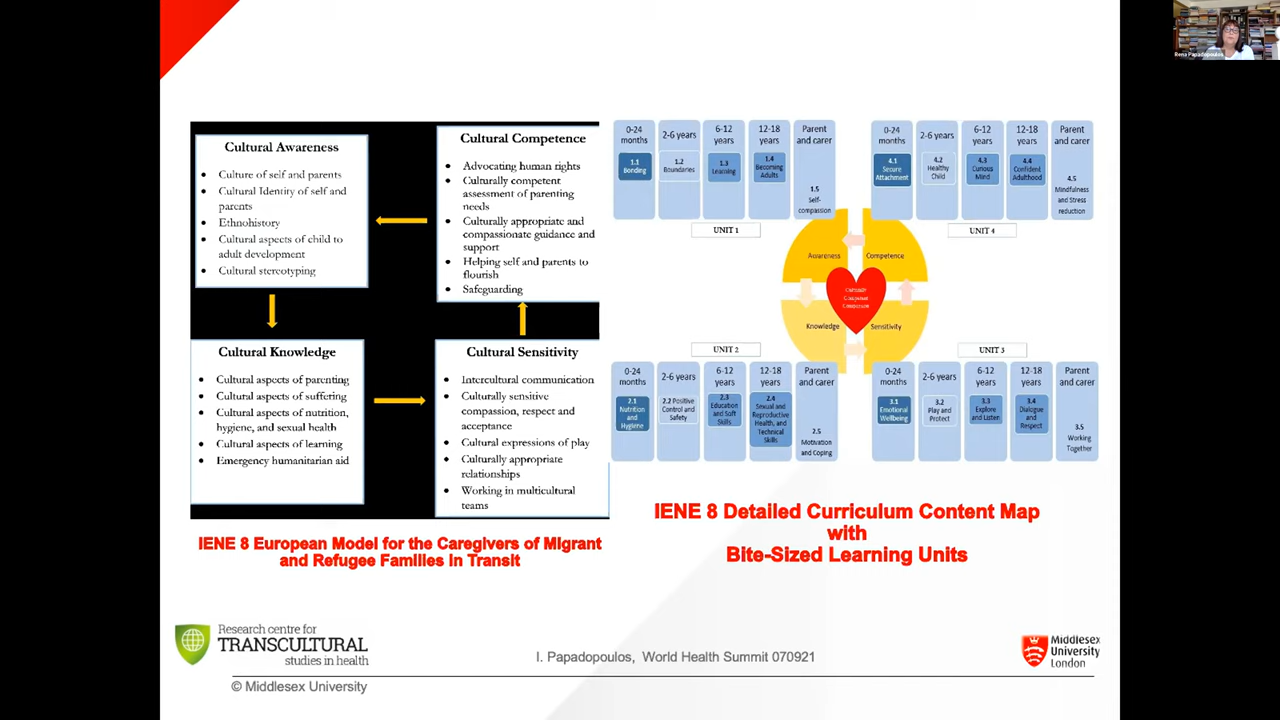 Rena Papadopoulos
Cultural Awareness
• Culture of self and parents
• Cultural Identity of self and
parents
• Ethnohistory
• Cultural aspects of child to
adult development
• Cultural stereotyping
Cultural Competence
• Advocating human rights
• Culturally competent
assessment of parenting
needs
• Culturally appropriate and
compassionate guidance and
support
• Helping self and parents to
flourish
• Safeguarding
Cultural Knowledge
• Cultural aspects of parenting
• Cultural aspects of suffering
• Cultural aspects of nutrition,
hygiene, and sexual health
• Cultural aspects of learning
• Emergency humanitarian aid
Cultural Sensitivity
• Intercultural communication
• Culturally sensitive
compassion, respect and
acceptance
• Cultural expressions of play
• Culturally appropriate
relationships
• Working in multicultural
teams
IENE 8 European Model for the Caregivers of Migrant
and Refugee Families in Transit
0-24
months
1.1
Bonding
2-6 years
1.2
Boundaries
6-12
years
1.3
Learning
12-18
years
1.4
Becoming
Adults
Parent
and carer
1.5
Self-
compassion
UNIT 1
0-24
months
4.1
Secure
Attachment
2-6 years
4.2
Healthy
Child
6-12
years
4.3
Curious
Mind
12-18
years
4.4
Confident
Adulthood
Parent
and carer
4.5
Mindfulness
and Stress
reduction
UNIT 4
Awareness
Competence
Culturally
Competent
Compassion
Knowledge
Sensitivity
UNIT 2
0-24
months
2.1
Nutrition
and
Hygiene
2-6 years
2.2 Positive
Control and
Safety
6-12
years
2.3
Education
and Soft
Skills
12-18
years
2.4
Sexual and
Reproductive
Health, and
Technical
Skills
Parent
and carer
2.5
Motivation
and Coping
UNIT 3
0-24
months
3.1
Emotional
Wellbeing
2-6 years
3.2
Play and
Protect
6-12
years
3.3
Explore
and Listen
12-18
years
3.4
Dialogue
and
Respect
Parent
and carer
3.5
Working
Together
IENE 8 Detailed Curriculum Content Map
with
Bite-Sized Learning Units
Research centre for
TRANSCULTURAL
studies in health
I. Papadopoulos, World Health Summit 070921
Middlesex
University
London
© Middlesex University